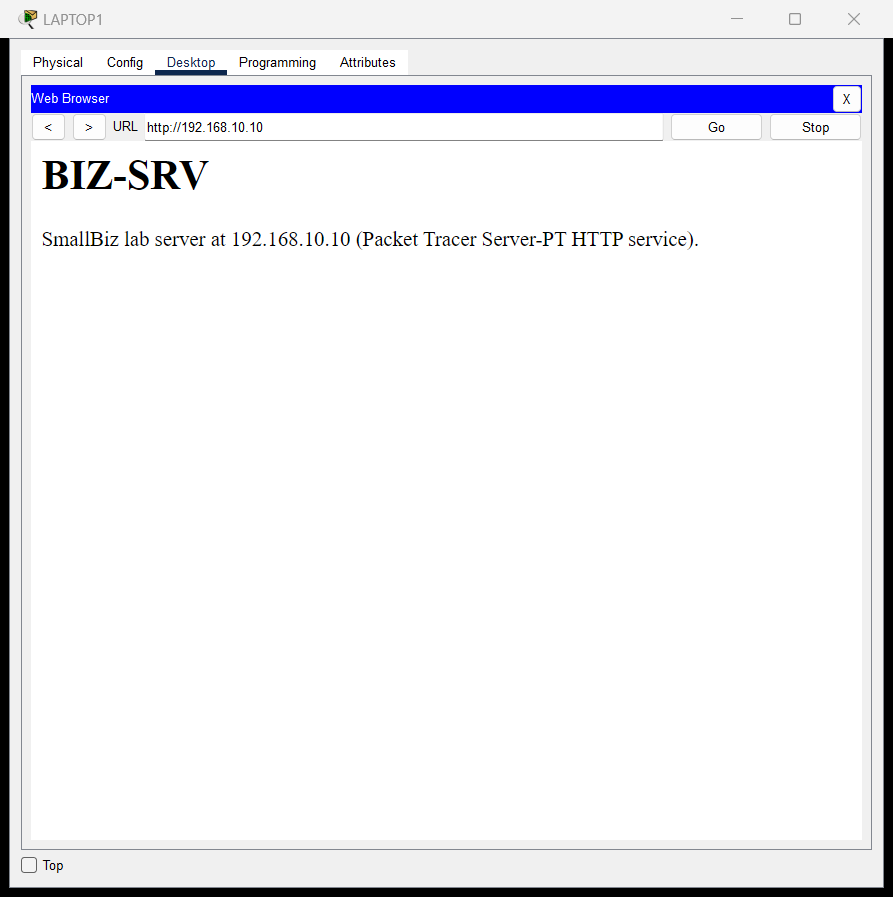 LAPTOP1
Physical Config Desktop Programming Attributes
Web Browser X
< > URL http://192.168.10.10 Go Stop
BIZ-SRV
SmallBiz lab server at 192.168.10.10 (Packet Tracer Server-PT HTTP service).
Top